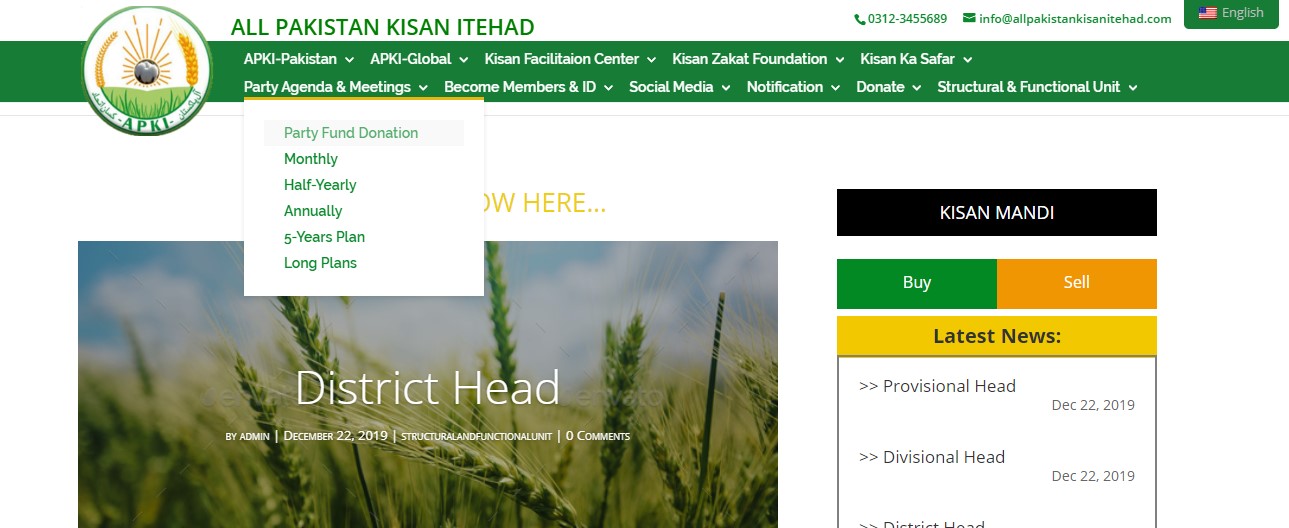 ALL PAKISTAN KISAN ITEHAD
0312-3455689 info@allpakistankisanitehad.com English
APKI-Pakistan APKI-Global Kisan Facilitaion Center Kisan Zakat Foundation Kisan Ka Safar
Party Agenda & Meetings Become Members & ID Social Media Notification Donate Structural & Functional Unit
-APKI-
Party Fund Donation
Monthly
Half-Yearly
Annually
5-Years Plan
Long Plans
OW HERE...
District Head
BY ADMIN | DECEMBER 22, 2019 | STRUCTURALANDFUNCTIONALUNIT | 0 COMMENTS
KISAN MANDI
Buy Sell
Latest News:
>> Provisional Head
Dec 22, 2019
>> Divisional Head
Dec 22, 2019
>> District Head